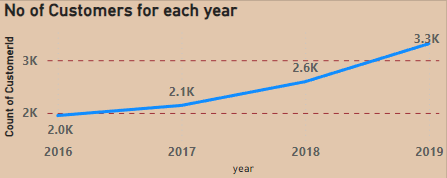 No of Customers for each year
Count of CustomerId
3K
2K
2.0K
2.1K
2.6K
3.3K
2016 2017 2018 2019
year